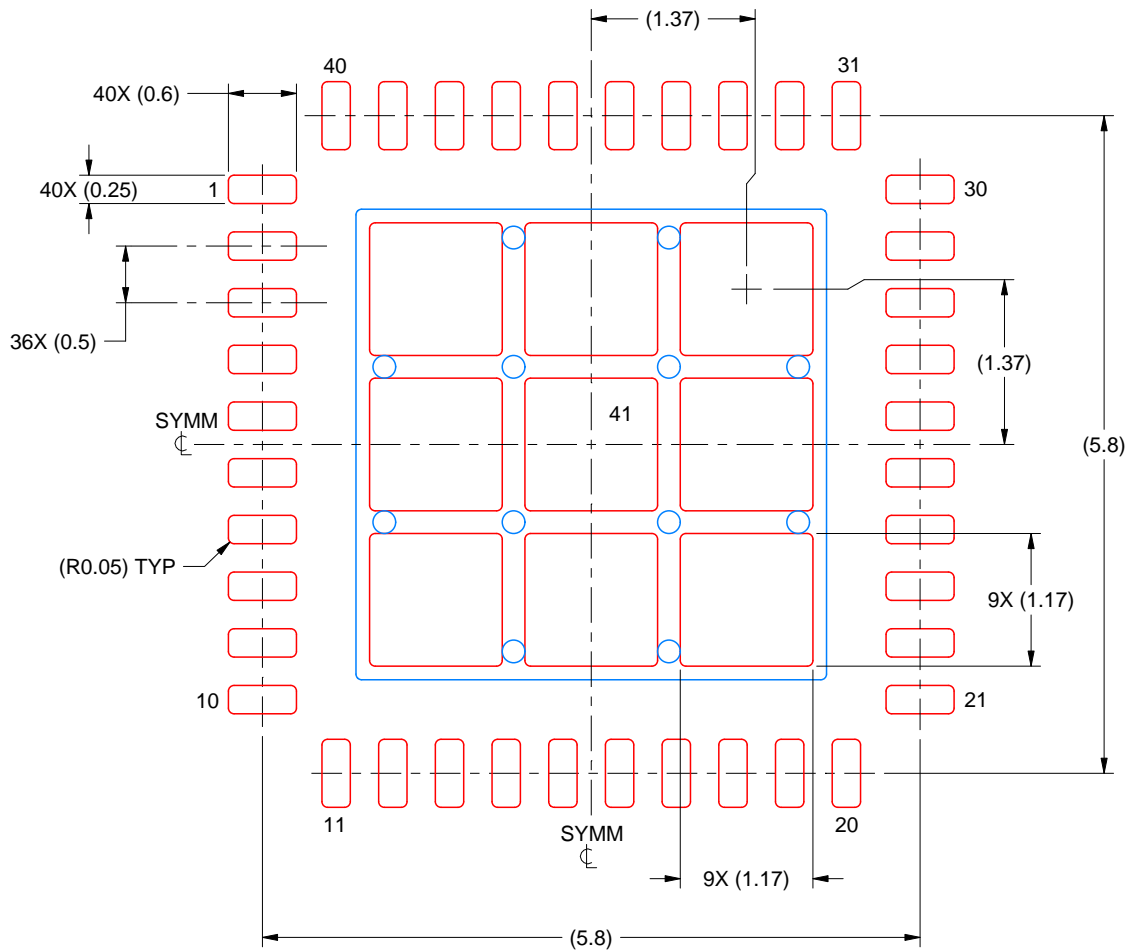 (1.37)
40
31
40X (0.6)
40X (0.25)
1
30
36X (0.5)
(1.37)
SYMM
℄
41
(5.8)
(R0.05) TYP
9X (1.17)
10
21
11
20
SYMM
℄
9X (1.17)
(5.8)